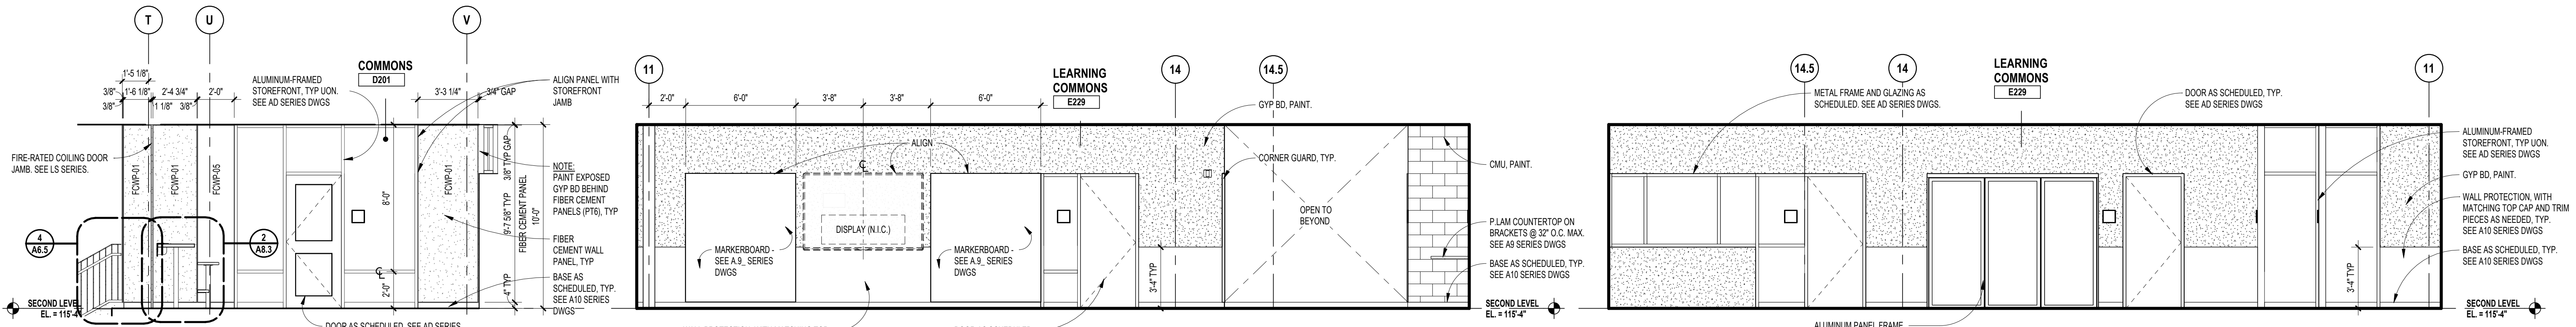 T
U
V
COMMONS
D201
1'-5 1/8"
3/8"
1'-6 1/8"
2'-4 3/4"
2'-0"
3/8"
1 1/8"
3/8"
ALUMINUM-FRAMED
STOREFRONT, TYP UON.
SEE AD SERIES DWGS
3'-3 1/4"
3/4" GAP
ALIGN PANEL WITH
STOREFRONT
JAMB
FIRE-RATED COILING DOOR
JAMB. SEE LS SERIES.
FCWP-01
FCWP-01
FCWP-05
FCWP-01
8'-0"
2'-0"
3/8" TYP GAP
9'-7 5/8" TYP
4" TYP
FIBER CEMENT PANEL
10'-0"
NOTE:
PAINT EXPOSED
GYP BD BEHIND
FIBER CEMENT
PANELS (PT6), TYP
FIBER
CEMENT WALL
PANEL, TYP
BASE AS
SCHEDULED, TYP.
SEE A10 SERIES
DWGS
4
A6.5
2
A8.3
SECOND LEVEL
EL. = 115'-4"
DOOR AS SCHEDULED. SEE AD SERIES
11
14
14.5
LEARNING
COMMONS
E229
2'-0"
6'-0"
3'-8"
3'-8"
6'-0"
GYP BD, PAINT.
ALIGN
CORNER GUARD, TYP.
CMU, PAINT.
OPEN TO
BEYOND
DISPLAY (N.I.C.)
MARKERBOARD -
SEE A.9_ SERIES
DWGS
MARKERBOARD -
SEE A.9_ SERIES
DWGS
3'-4" TYP
P.LAM COUNTERTOP ON
BRACKETS @ 32" O.C. MAX.
SEE A9 SERIES DWGS
BASE AS SCHEDULED, TYP.
SEE A10 SERIES DWGS
SECOND LEVEL
EL. = 115'-4"
14.5
14
11
LEARNING
COMMONS
E229
METAL FRAME AND GLAZING AS
SCHEDULED. SEE AD SERIES DWGS.
DOOR AS SCHEDULED, TYP.
SEE AD SERIES DWGS
ALUMINUM-FRAMED
STOREFRONT, TYP UON.
SEE AD SERIES DWGS
GYP BD, PAINT.
WALL PROTECTION, WITH
MATCHING TOP CAP AND TRIM
PIECES AS NEEDED, TYP.
SEE A10 SERIES DWGS
BASE AS SCHEDULED, TYP.
SEE A10 SERIES DWGS
3'-4" TYP
ALUMINUM PANEL FRAME
SECOND LEVEL
EL. = 115'-4"